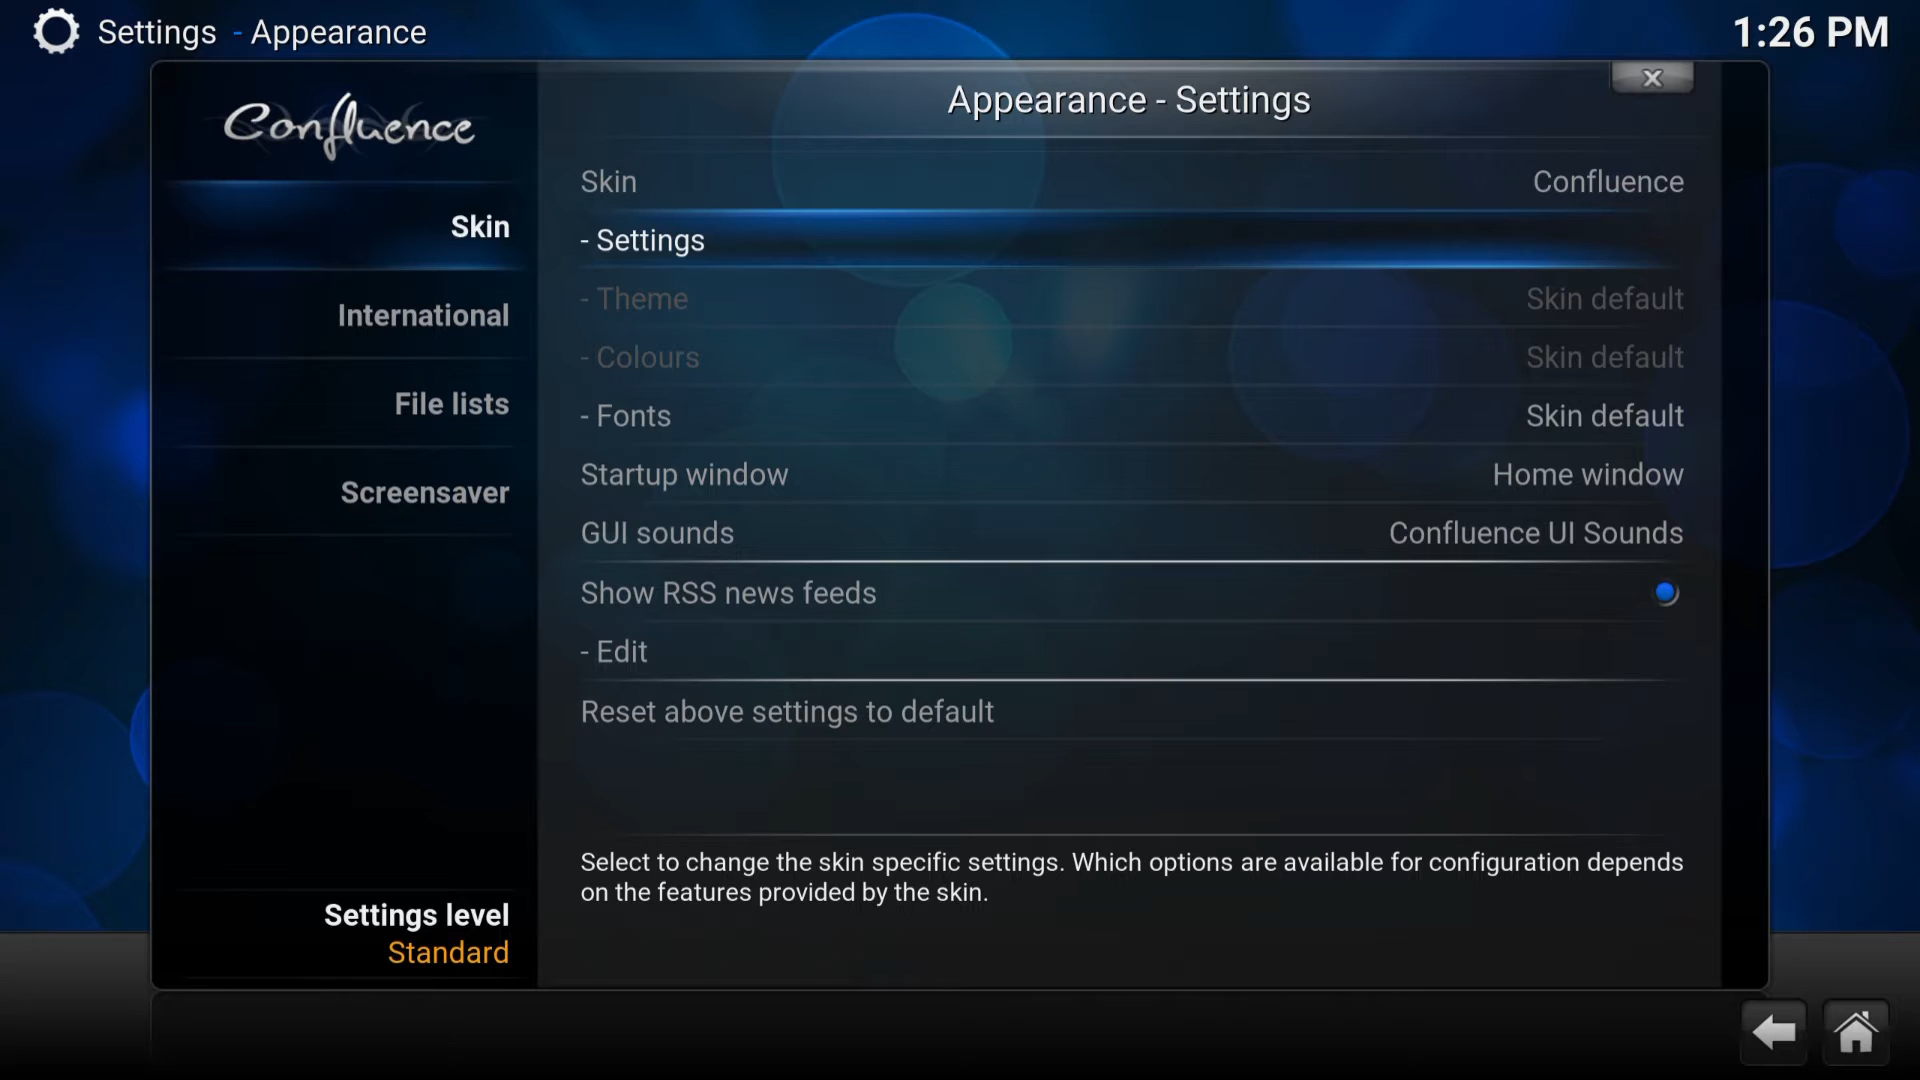 Settings - Appearance
1:26 PM
Confluence
Appearance - Settings
Skin
International
File lists
Screensaver
Settings level
Standard
Skin Confluence
- Settings
- Theme Skin default
- Colours Skin default
- Fonts Skin default
Startup window Home window
GUI sounds Confluence UI Sounds
Show RSS news feeds
- Edit
Reset above settings to default
Select to change the skin specific settings. Which options are available for configuration depends
on the features provided by the skin.